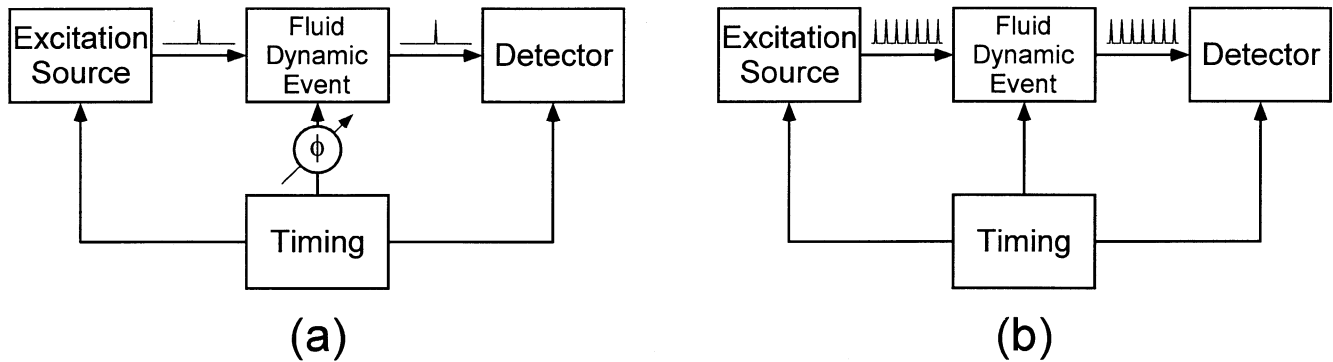 Excitation
Source
Fluid
Dynamic
Event
Detector
ϕ
Timing
(a)
Excitation
Source
Fluid
Dynamic
Event
Detector
Timing
(b)